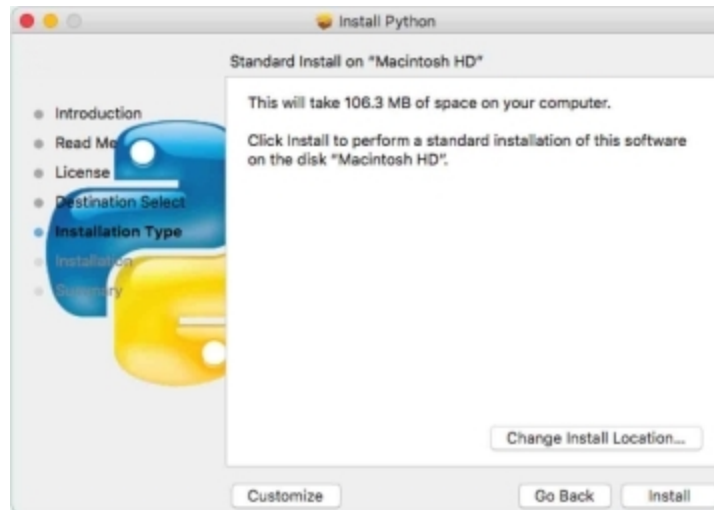 Install Python
Standard Install on "Macintosh HD"
Introduction
Read Me
License
Destination Select
Installation Type
Installation
Summary
This will take 106.3 MB of space on your computer.
Click Install to perform a standard installation of this software
on the disk "Macintosh HD".
Change Install Location...
Customize
Go Back
Install